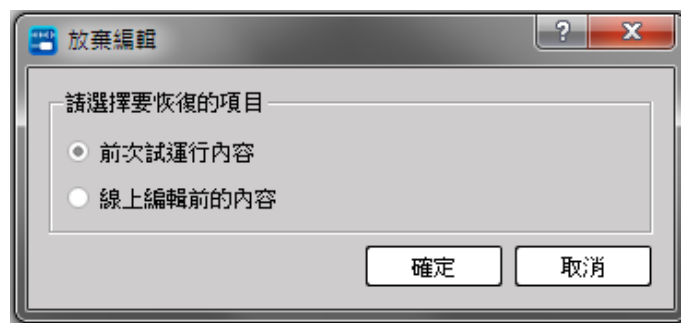 放棄編輯
請選擇要恢復的項目
前次試運行內容
線上編輯前的內容
確定
取消